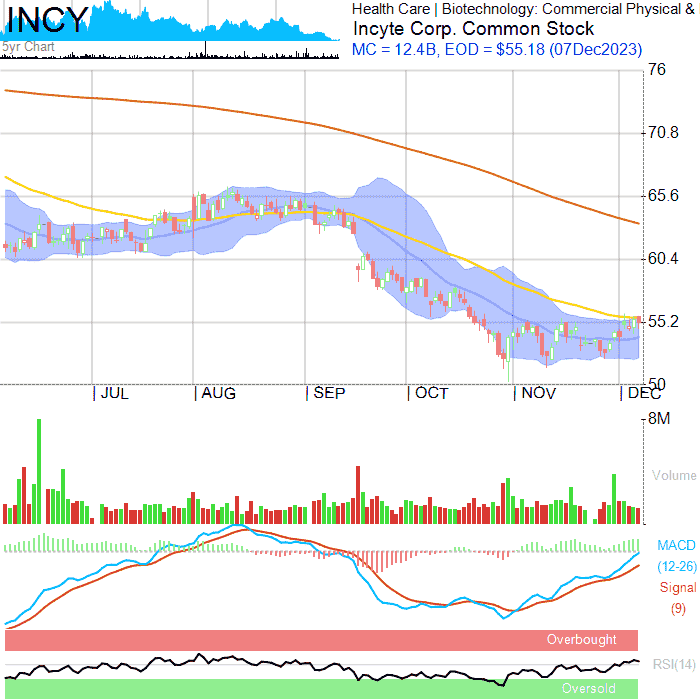 INCY
5yr Chart
Health Care | Biotechnology: Commercial Physical &
Incyte Corp. Common Stock
MC = 12.4B, EOD = $55.18 (07Dec2023)
76
70.8
65.6
60.4
55.2
50
JUL AUG SEP OCT NOV DEC
8M
Volume
MACD
(12-26)
Signal
(9)
Overbought
RSI(14)
Oversold